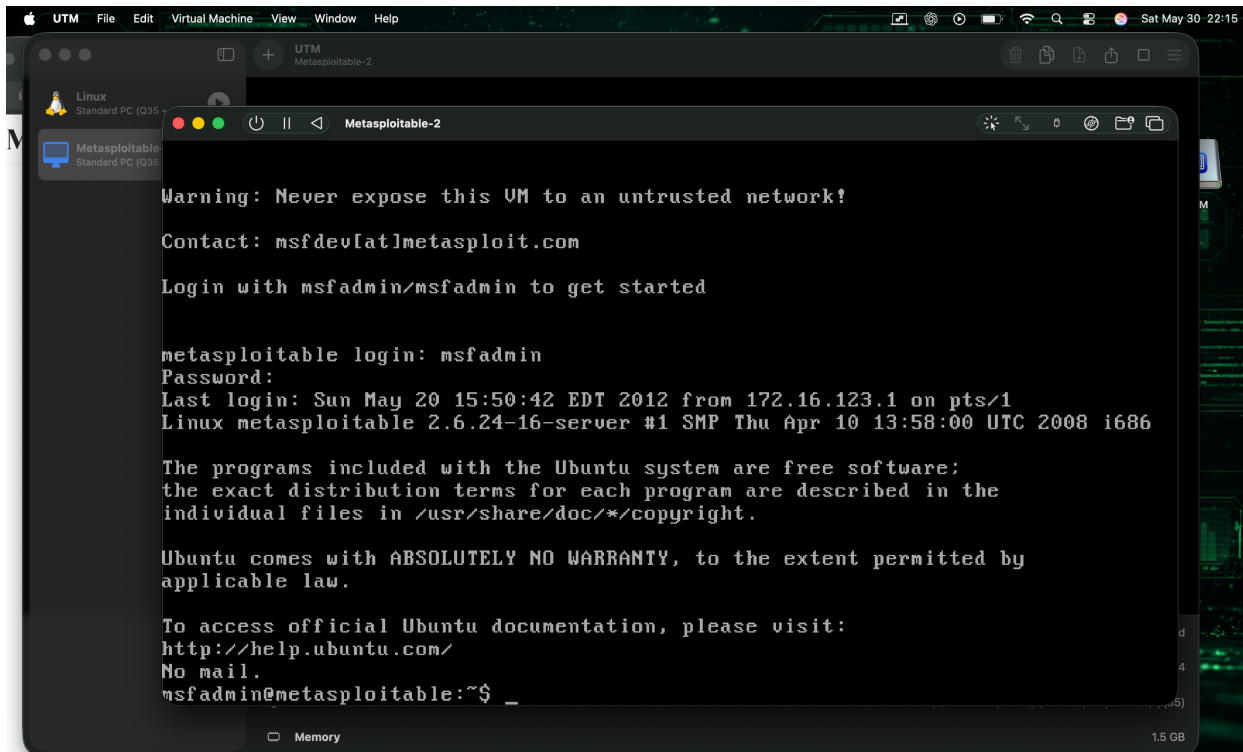 UTM File Edit Virtual Machine View Window Help Sat May 30 22:15
UTM
Metasploitable-2
Linux
Standard PC (Q35 +
Metasploitable-
Standard PC (Q35
Metasploitable-2
M
M
Warning: Never expose this VM to an untrusted network!
Contact: msfdev[at]metasploit.com
Login with msfadmin/msfadmin to get started
metasploitable login: msfadmin
Password:
Last login: Sun May 20 15:50:42 EDT 2012 from 172.16.123.1 on pts/1
Linux metasploitable 2.6.24-16-server #1 SMP Thu Apr 10 13:58:00 UTC 2008 i686
The programs included with the Ubuntu system are free software;
the exact distribution terms for each program are described in the
individual files in /usr/share/doc/*/copyright.
Ubuntu comes with ABSOLUTELY NO WARRANTY, to the extent permitted by
applicable law.
To access official Ubuntu documentation, please visit:
http://help.ubuntu.com/
No mail.
msfadmin@metasploitable:~$ _
d
4
Memory 1.5 GB